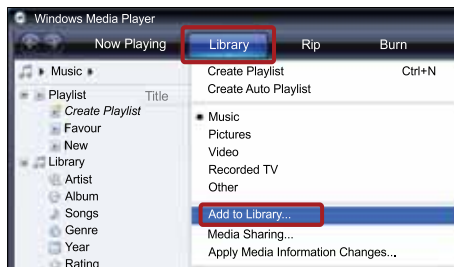 Windows Media Player
Now Playing Library Rip Burn
Music
Playlist Title
Create Playlist
Favour
New
Library
Artist
Album
Songs
Genre
Year
Rating
Create Playlist Ctrl+N
Create Auto Playlist
Music
Pictures
Video
Recorded TV
Other
Add to Library...
Media Sharing...
Apply Media Information Changes...